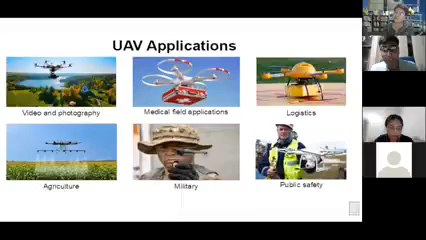 UAV Applications
Video and photography
Medical field applications
Logistics
Agriculture
Military
Public safety